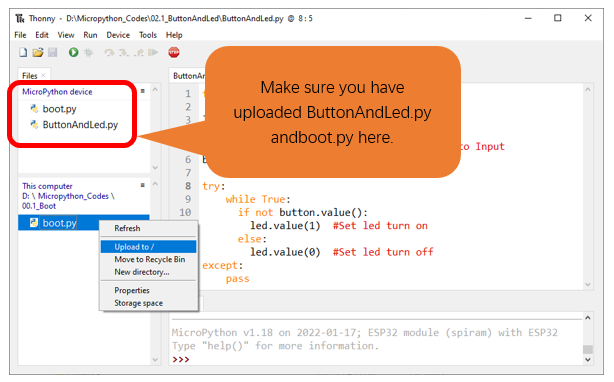 Thonny - D:\Micropython_Codes\02.1_ButtonAndLed\ButtonAndLed.py @ 8 : 5
File Edit View Run Device Tools Help
STOP
Files
MicroPython device
boot.py
ButtonAndLed.py
This computer
D: \ Micropython_Codes \
00.1_Boot
boot.py
Refresh
Upload to /
Move to Recycle Bin
New directory...
Properties
Storage space
ButtonAn
Make sure you have
uploaded ButtonAndLed.py
andboot.py here.
1
2
3
to Input
6
7
8 try:
9 while True:
10 if not button.value():
led.value(1) #Set led turn on
else:
led.value(0) #Set led turn off
except:
pass
MicroPython v1.18 on 2022-01-17; ESP32 module (spiram) with ESP32
Type "help()" for more information.
>>>